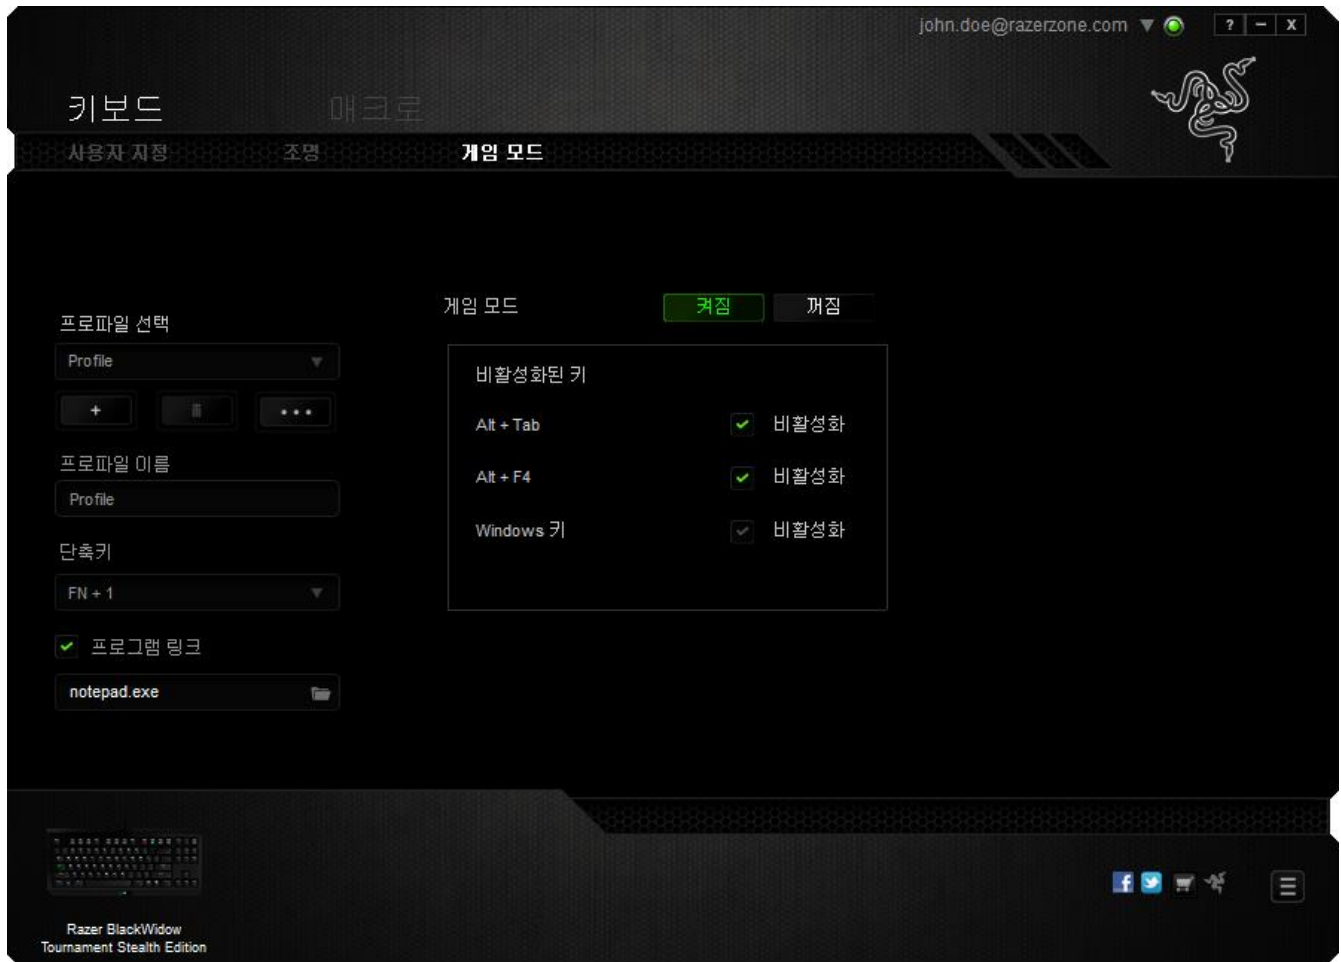 john.doe@razerzone.com
? - X
키보드
매크로
사용자 지정
조명
게임 모드
프로파일 선택
Profile
+
프로파일 이름
Profile
단축키
FN + 1
프로그램 링크
notepad.exe
게임 모드
켜짐
꺼짐
비활성화된 키
Alt + Tab
비활성화
Alt + F4
비활성화
Windows 키
비활성화
Razer BlackWidow
Tournament Stealth Edition